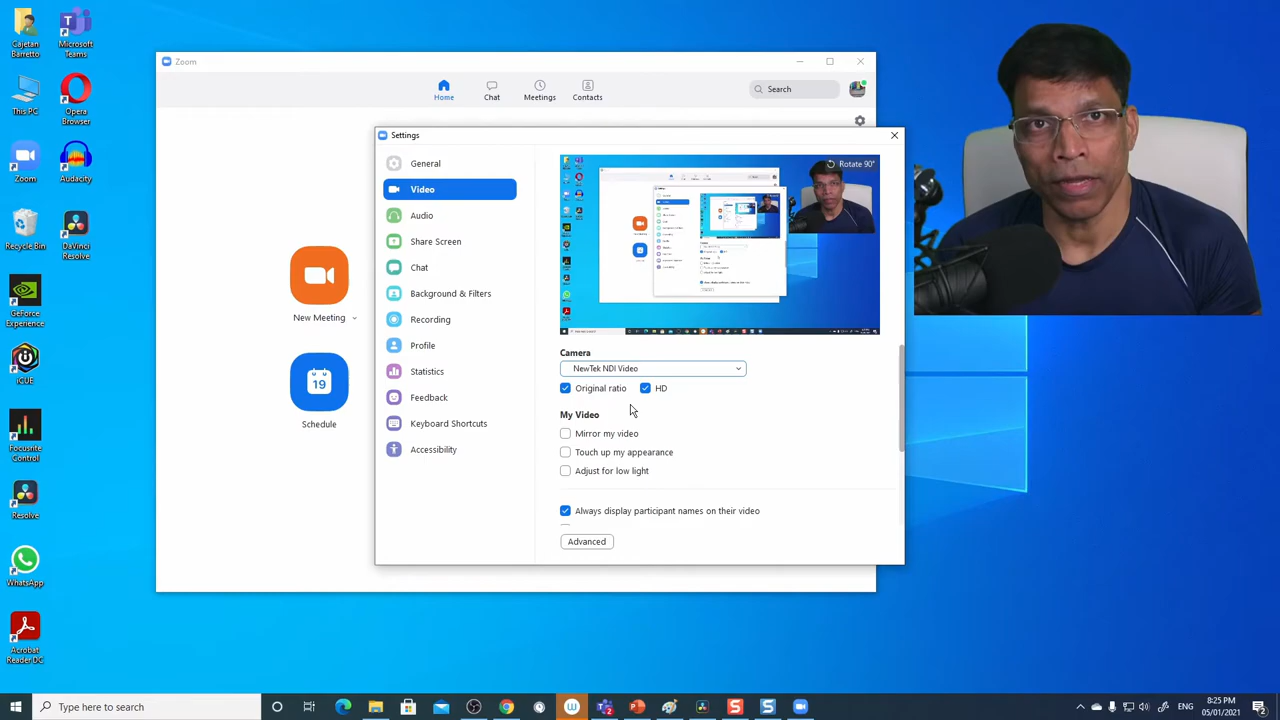 Cajetan
Barretto
Microsoft
Teams
This PC
Opera
Browser
Zoom
Audacity
Recycle Bin
DaVinci
Resolve
GeForce
Experience
iCUE
Focusrite
Control
Resolve
WhatsApp
Acrobat
Reader DC
Zoom
Home
Chat
Meetings
Contacts
Search
New Meeting
19
Schedule
Settings
General
Video
Audio
Share Screen
Chat
Background & Filters
Recording
Profile
Statistics
Feedback
Keyboard Shortcuts
Accessibility
Rotate 90°
Camera
NewTek NDI Video
Original ratio
HD
My Video
Mirror my video
Touch up my appearance
Adjust for low light
Always display participant names on their video
Advanced
Type here to search
ENG
8:25 PM
05/01/2021